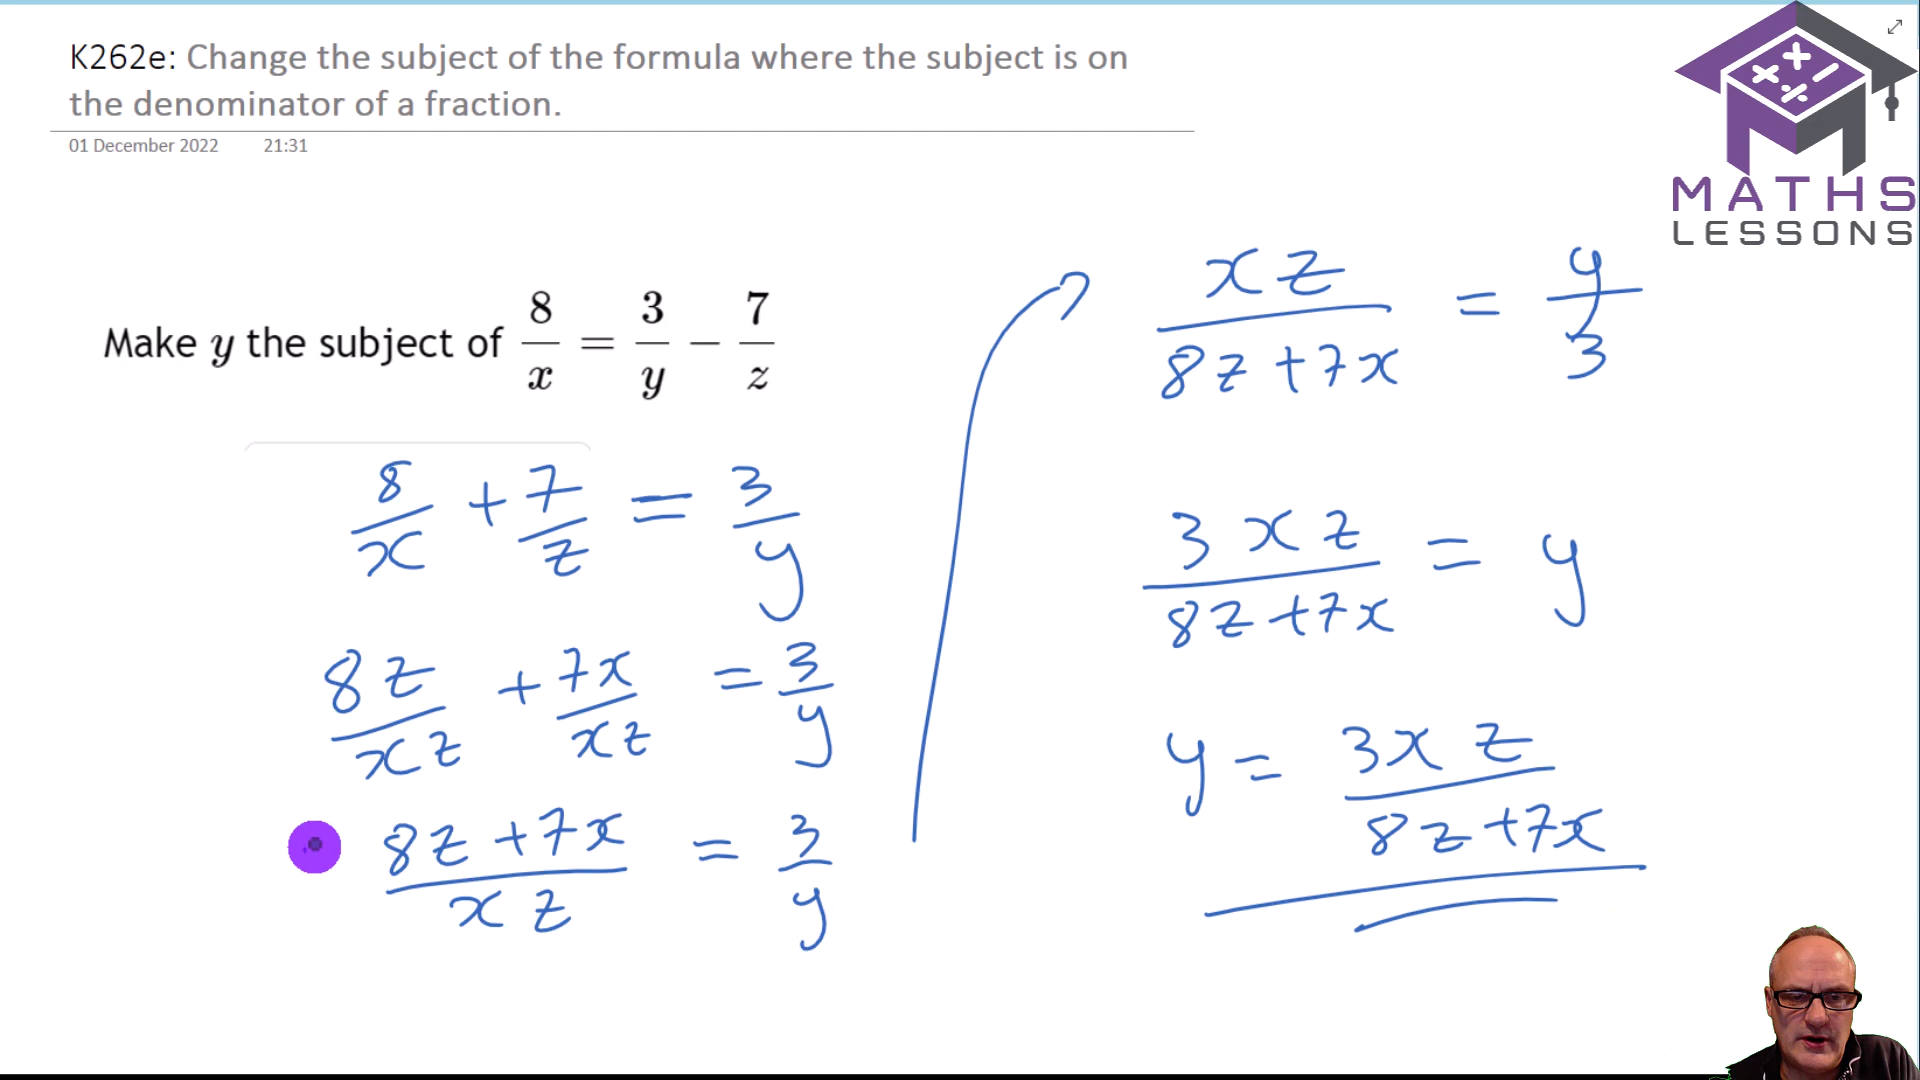 K262e: Change the subject of the formula where the subject is on
the denominator of a fraction.
01 December 2022 21:31
MATHS
LESSONS
Make y the subject of 8/x = 3/y − 7/z
8/x + 7/z = 3/y
8z/xz + 7x/xz = 3/y
8z + 7x/xz = 3/y
xz/8z + 7x = y/3
3xz/8z + 7x = y
y = 3xz/8z + 7x